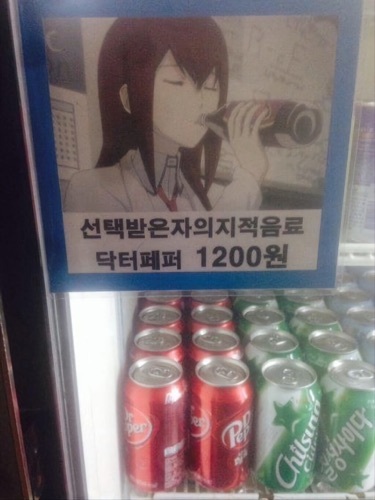 선택받은자의지적음료
닥터페퍼 1200원
Dr Pepper
Dr Pepper
Chilsung
칠성사이다